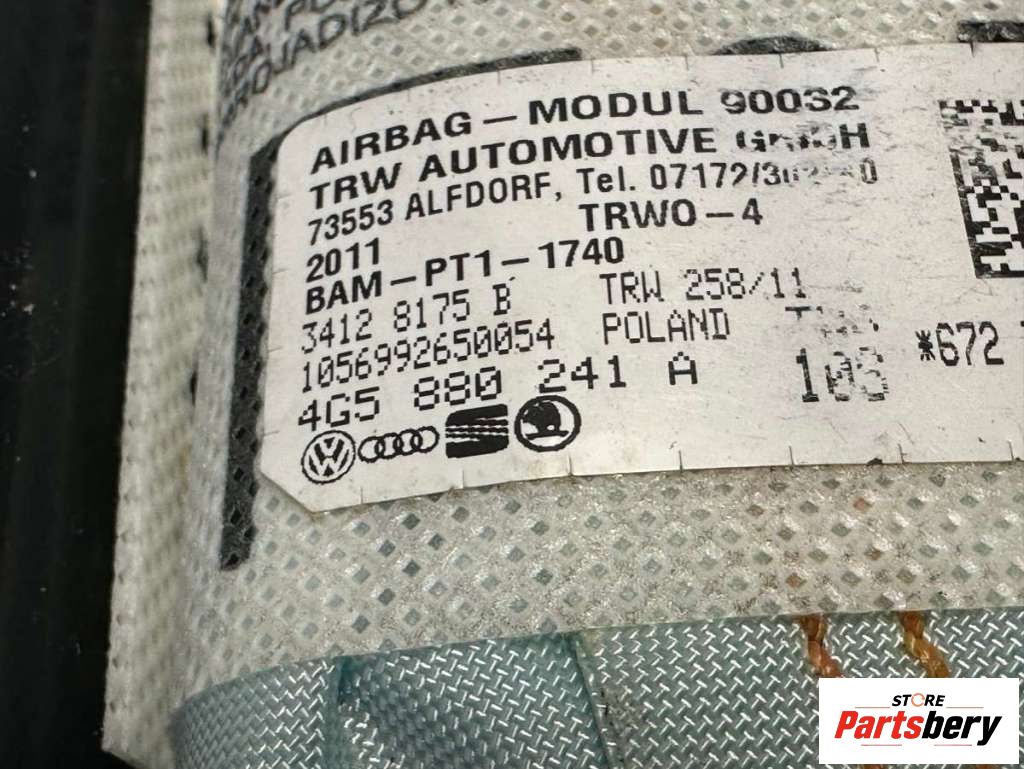 AIRBAG – MODUL 90032
TRW AUTOMOTIVE GMBH
73553 ALFDORF, Tel.
2011 TRWO – 4
BAM – PT1 – 1740
3412 8175 B TRW 258/11
1056992650054 POLAND
4G5 880 241 A
*672
STORE
Partsbery